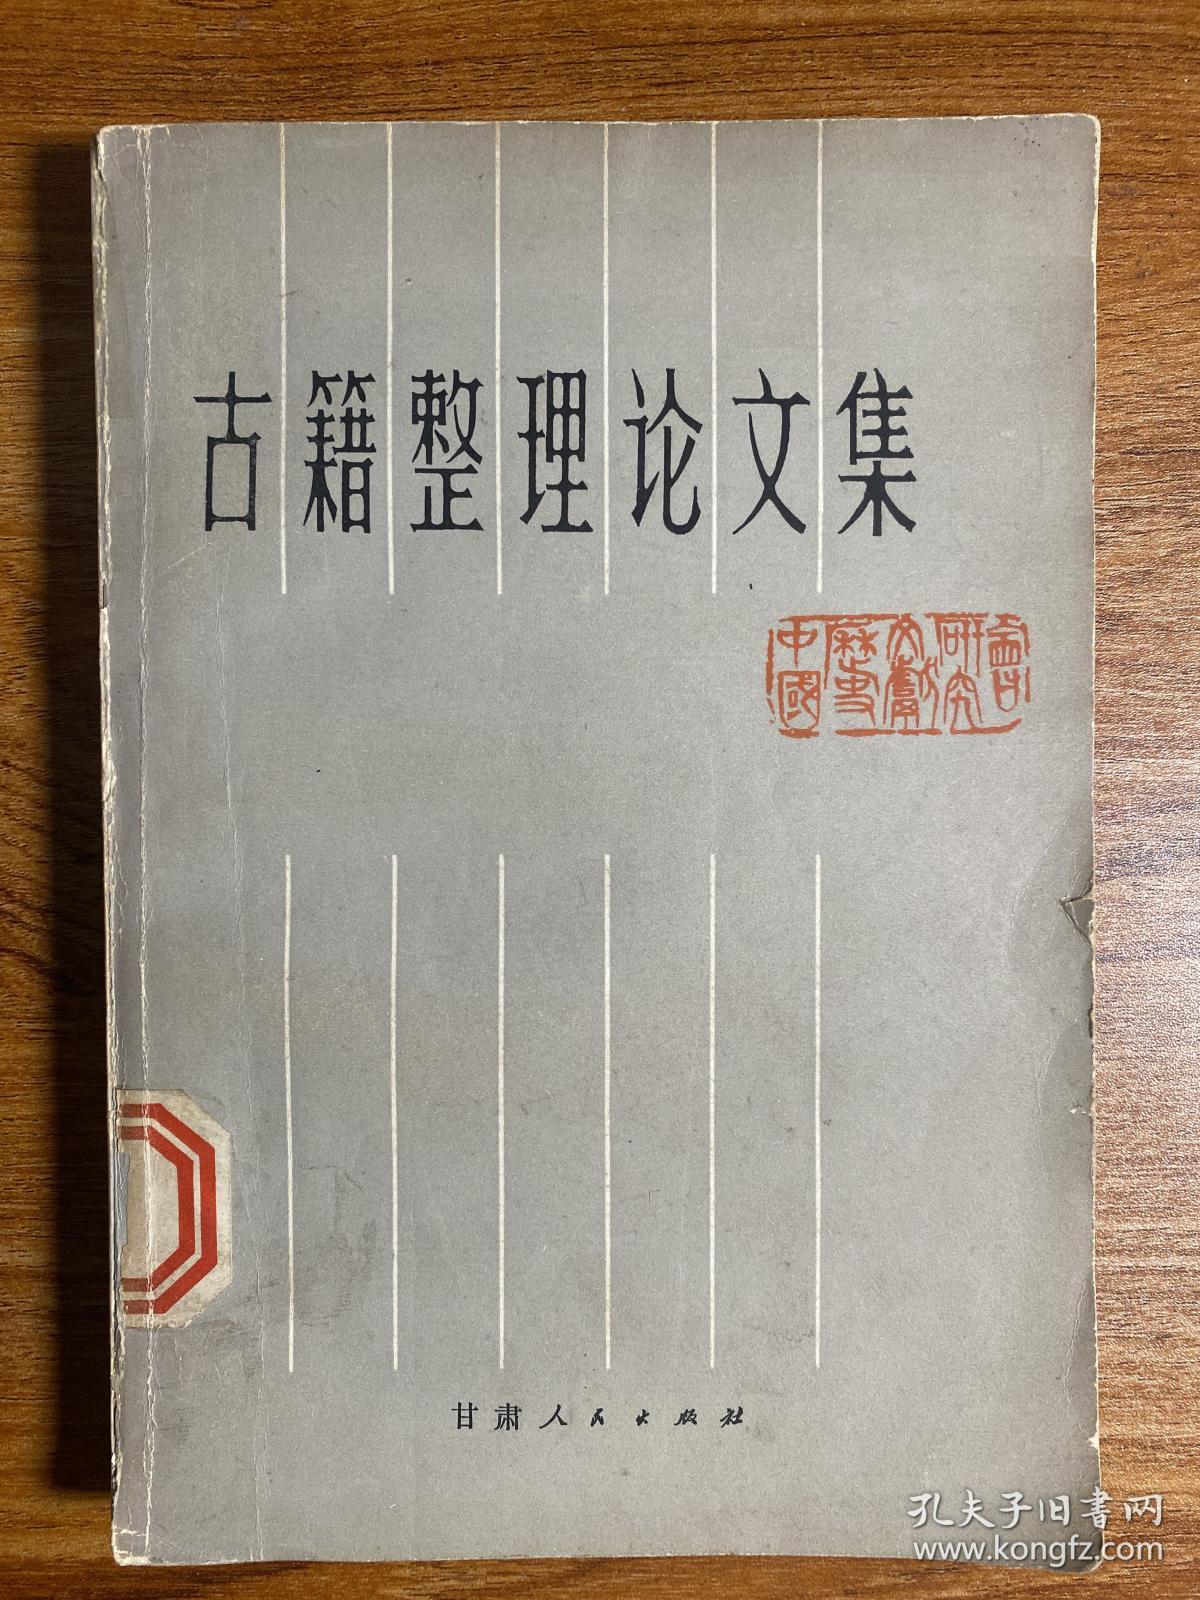 古籍整理论文集
中國歷史文獻研究會
甘肃人民出版社
孔夫子旧書网
www.kongfz.com